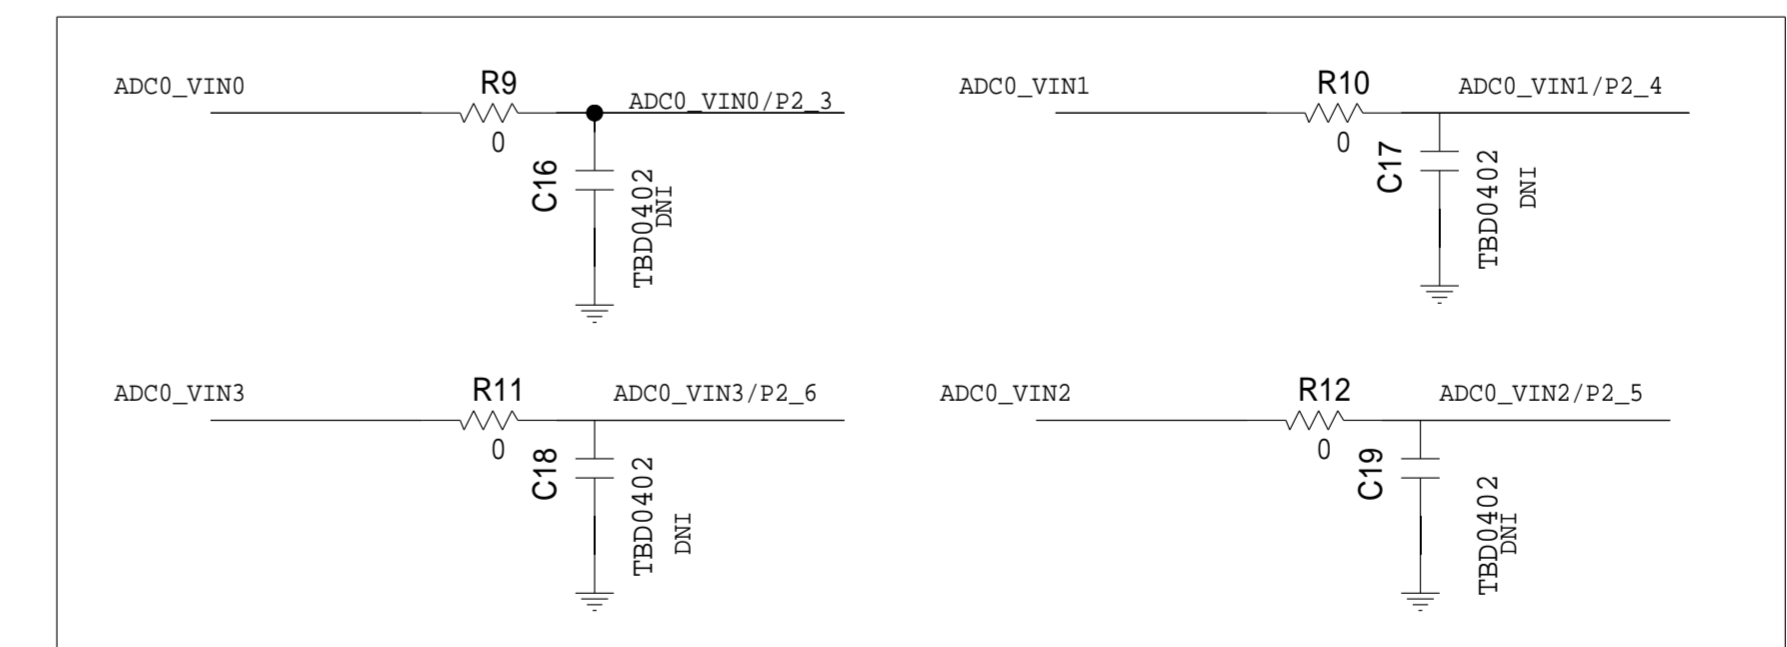 ADC0_VIN0
R9
0
ADC0_VIN0/P2_3
C16
TBD0402
DNI
ADC0_VIN1
R10
0
ADC0_VIN1/P2_4
C17
TBD0402
DNI
ADC0_VIN3
R11
0
ADC0_VIN3/P2_6
C18
TBD0402
DNI
ADC0_VIN2
R12
0
ADC0_VIN2/P2_5
C19
TBD0402
DNI